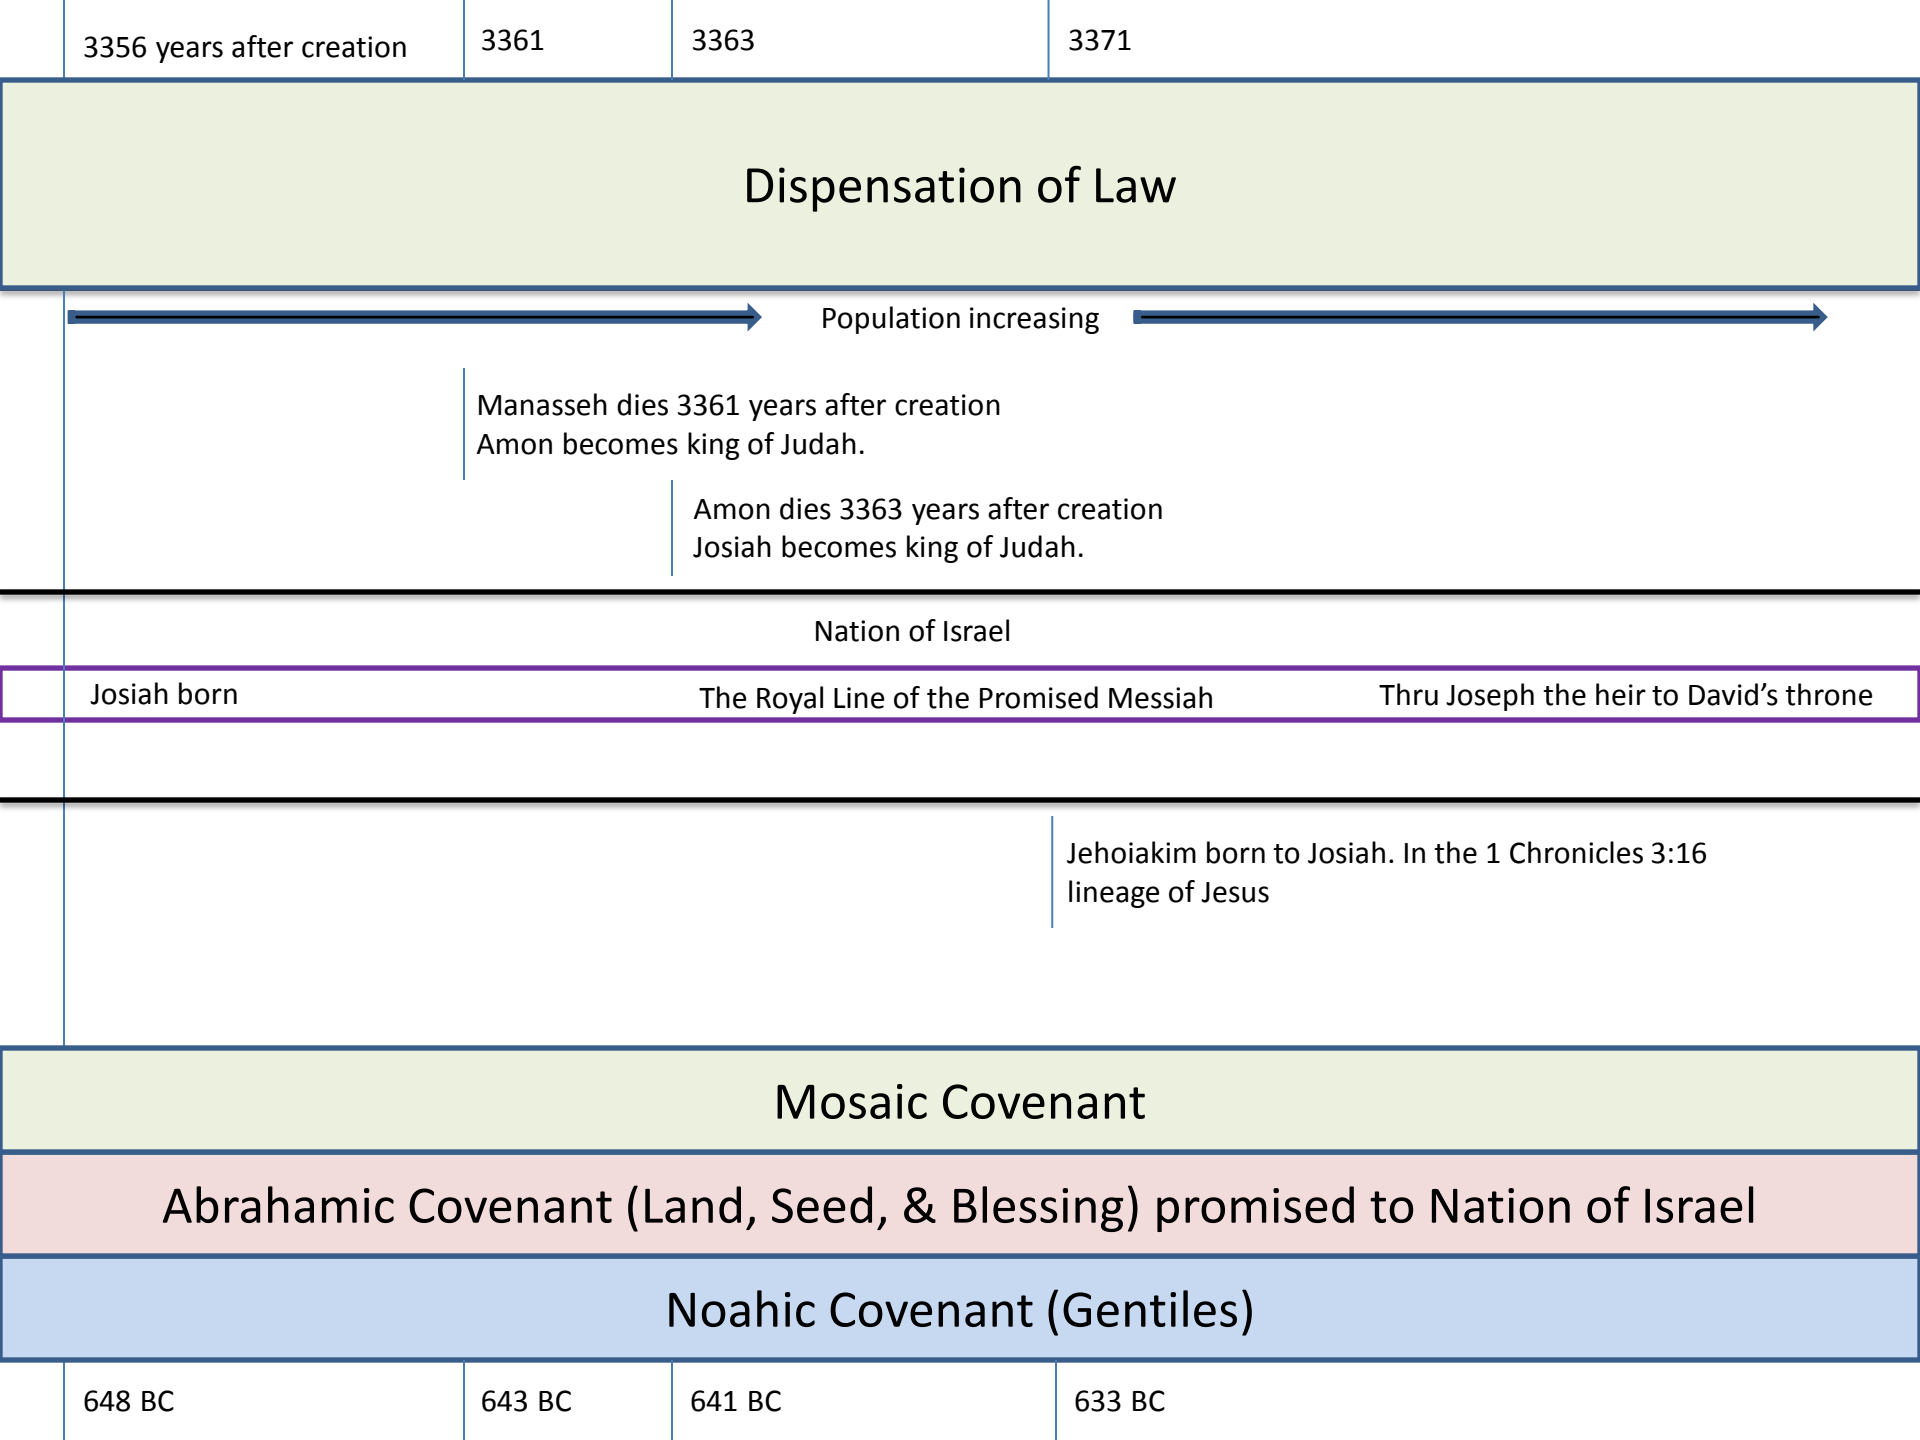 3356 years after creation
3361
3363
3371
Dispensation of Law
Population increasing
Manasseh dies 3361 years after creation
Amon becomes king of Judah.
Amon dies 3363 years after creation
Josiah becomes king of Judah.
Nation of Israel
Josiah born
The Royal Line of the Promised Messiah
Thru Joseph the heir to David’s throne
Jehoiakim born to Josiah. In the 1 Chronicles 3:16
lineage of Jesus
Mosaic Covenant
Abrahamic Covenant (Land, Seed, & Blessing) promised to Nation of Israel
Noahic Covenant (Gentiles)
648 BC
643 BC
641 BC
633 BC